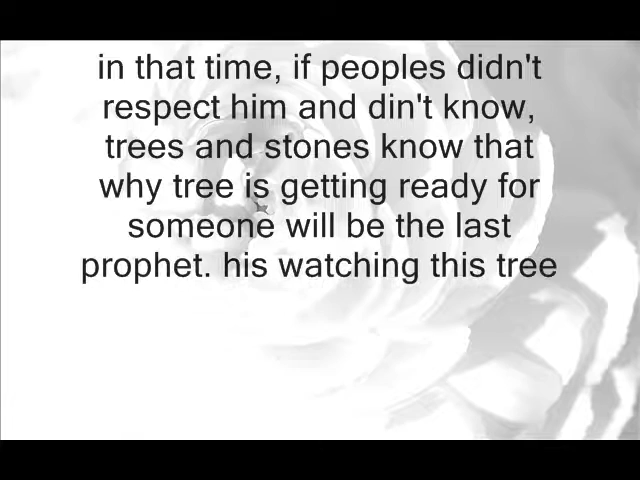 in that time, if peoples didn't
respect him and din't know,
trees and stones know that
why tree is getting ready for
someone will be the last
prophet. his watching this tree